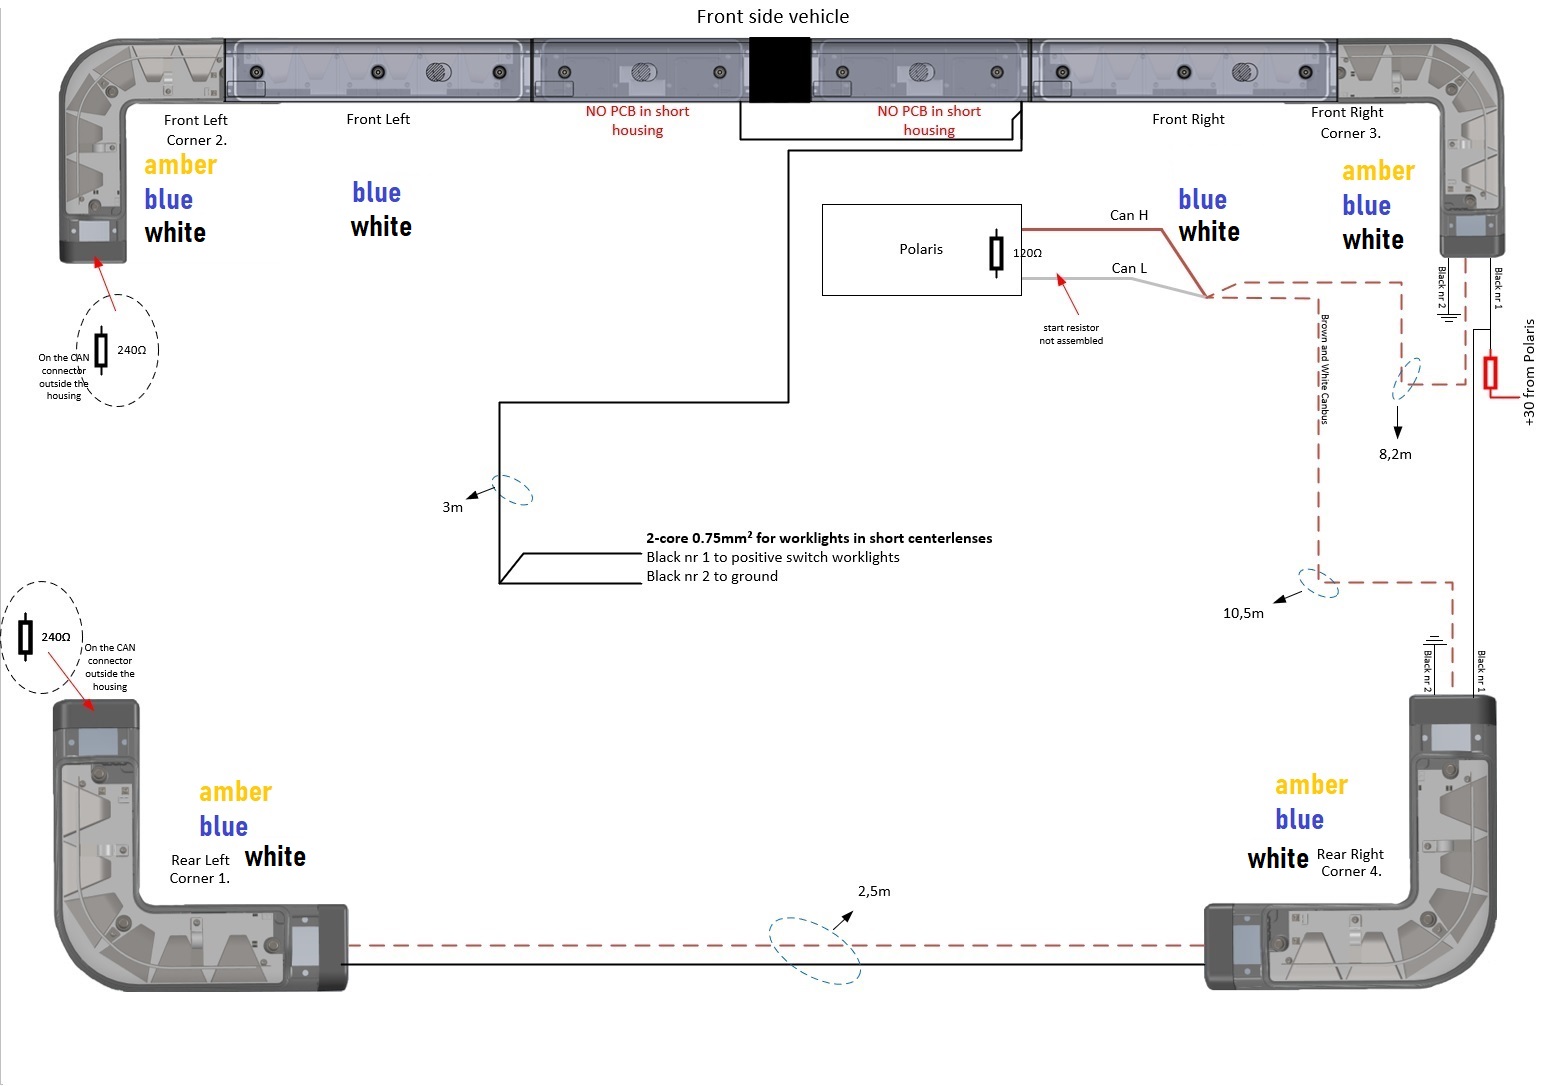 Front side vehicle
Front Left
Corner 2.
Front Left
NO PCB in short
housing
NO PCB in short
housing
Front Right
Front Right
Corner 3.
amber
blue
white
blue
white
blue
white
amber
blue
white
Polaris
120Ω
Can H
Can L
start resistor
not assembled
Black nr 2
Black nr 1
+30 from Polaris
Brown and White Canbus
240Ω
On the CAN
connector
outside the
housing
8,2m
3m
2-core 0.75mm² for worklights in short centerlenses
Black nr 1 to positive switch worklights
Black nr 2 to ground
10,5m
240Ω
On the CAN
connector
outside the
housing
Black nr 2
Black nr 1
amber
blue
white
Rear Left
Corner 1.
amber
blue
white
Rear Right
Corner 4.
2,5m